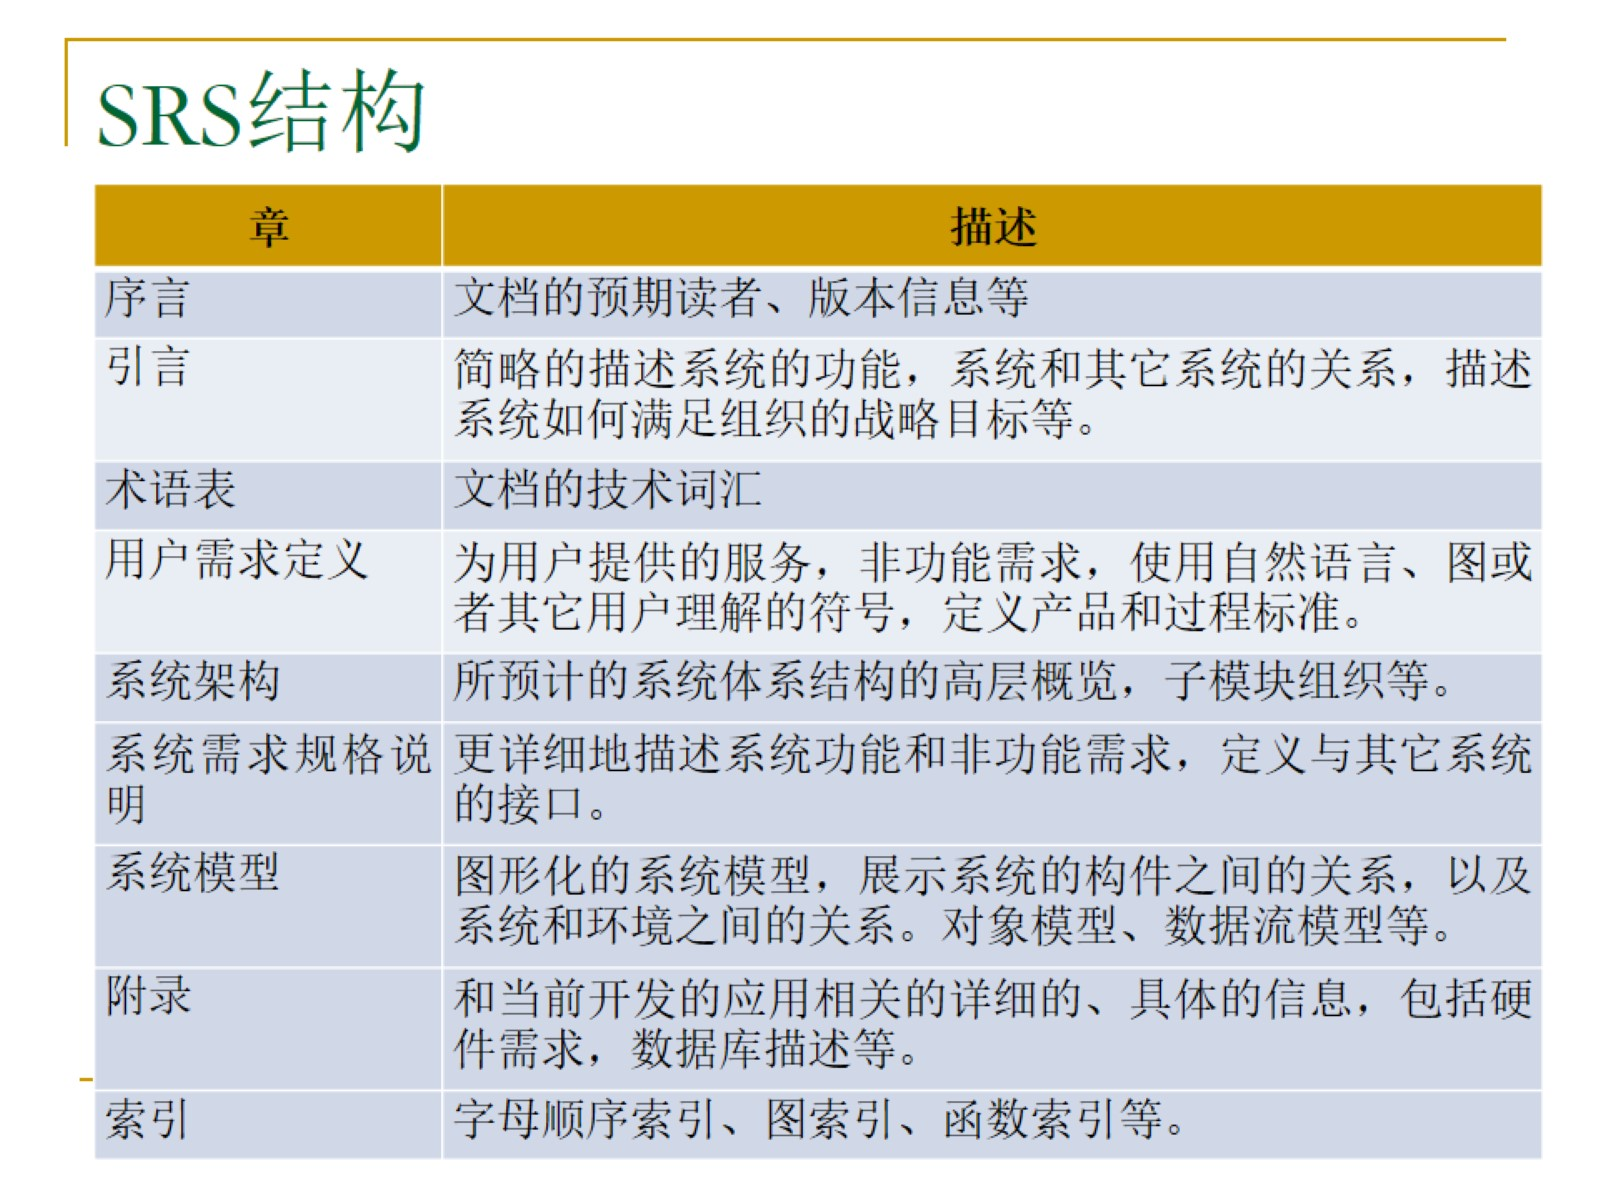 SRS结构
章 描述
序言 文档的预期读者、版本信息等
引言 简略的描述系统的功能，系统和其它系统的关系，描述
系统如何满足组织的战略目标等。
术语表 文档的技术词汇
用户需求定义 为用户提供的服务，非功能需求，使用自然语言、图或
者其它用户理解的符号，定义产品和过程标准。
系统架构 所预计的系统体系结构的高层概览，子模块组织等。
系统需求规格说 更详细地描述系统功能和非功能需求，定义与其它系统
明 的接口。
系统模型 图形化的系统模型，展示系统的构件之间的关系，以及
系统和环境之间的关系。对象模型、数据流模型等。
附录 和当前开发的应用相关的详细的、具体的信息，包括硬
件需求，数据库描述等。
索引 字母顺序索引、图索引、函数索引等。